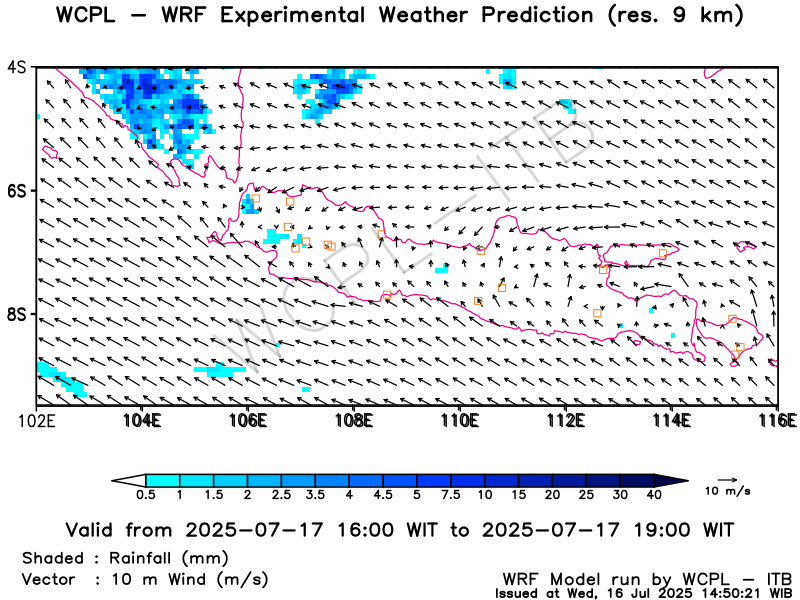 WCPL – WRF Experimental Weather Prediction (res. 9 km)
4S
6S
8S
102E 104E 106E 108E 110E 112E 114E 116E
WCPL–ITB
0.5 1 1.5 2 2.5 3.5 4 4.5 5 7.5 10 15 20 25 30 40
10 m/s
Valid from 2025–07–17 16:00 WIT to 2025–07–17 19:00 WIT
Shaded : Rainfall (mm)
Vector : 10 m Wind (m/s)
WRF Model run by WCPL – ITB
Issued at Wed, 16 Jul 2025 14:50:21 WIB